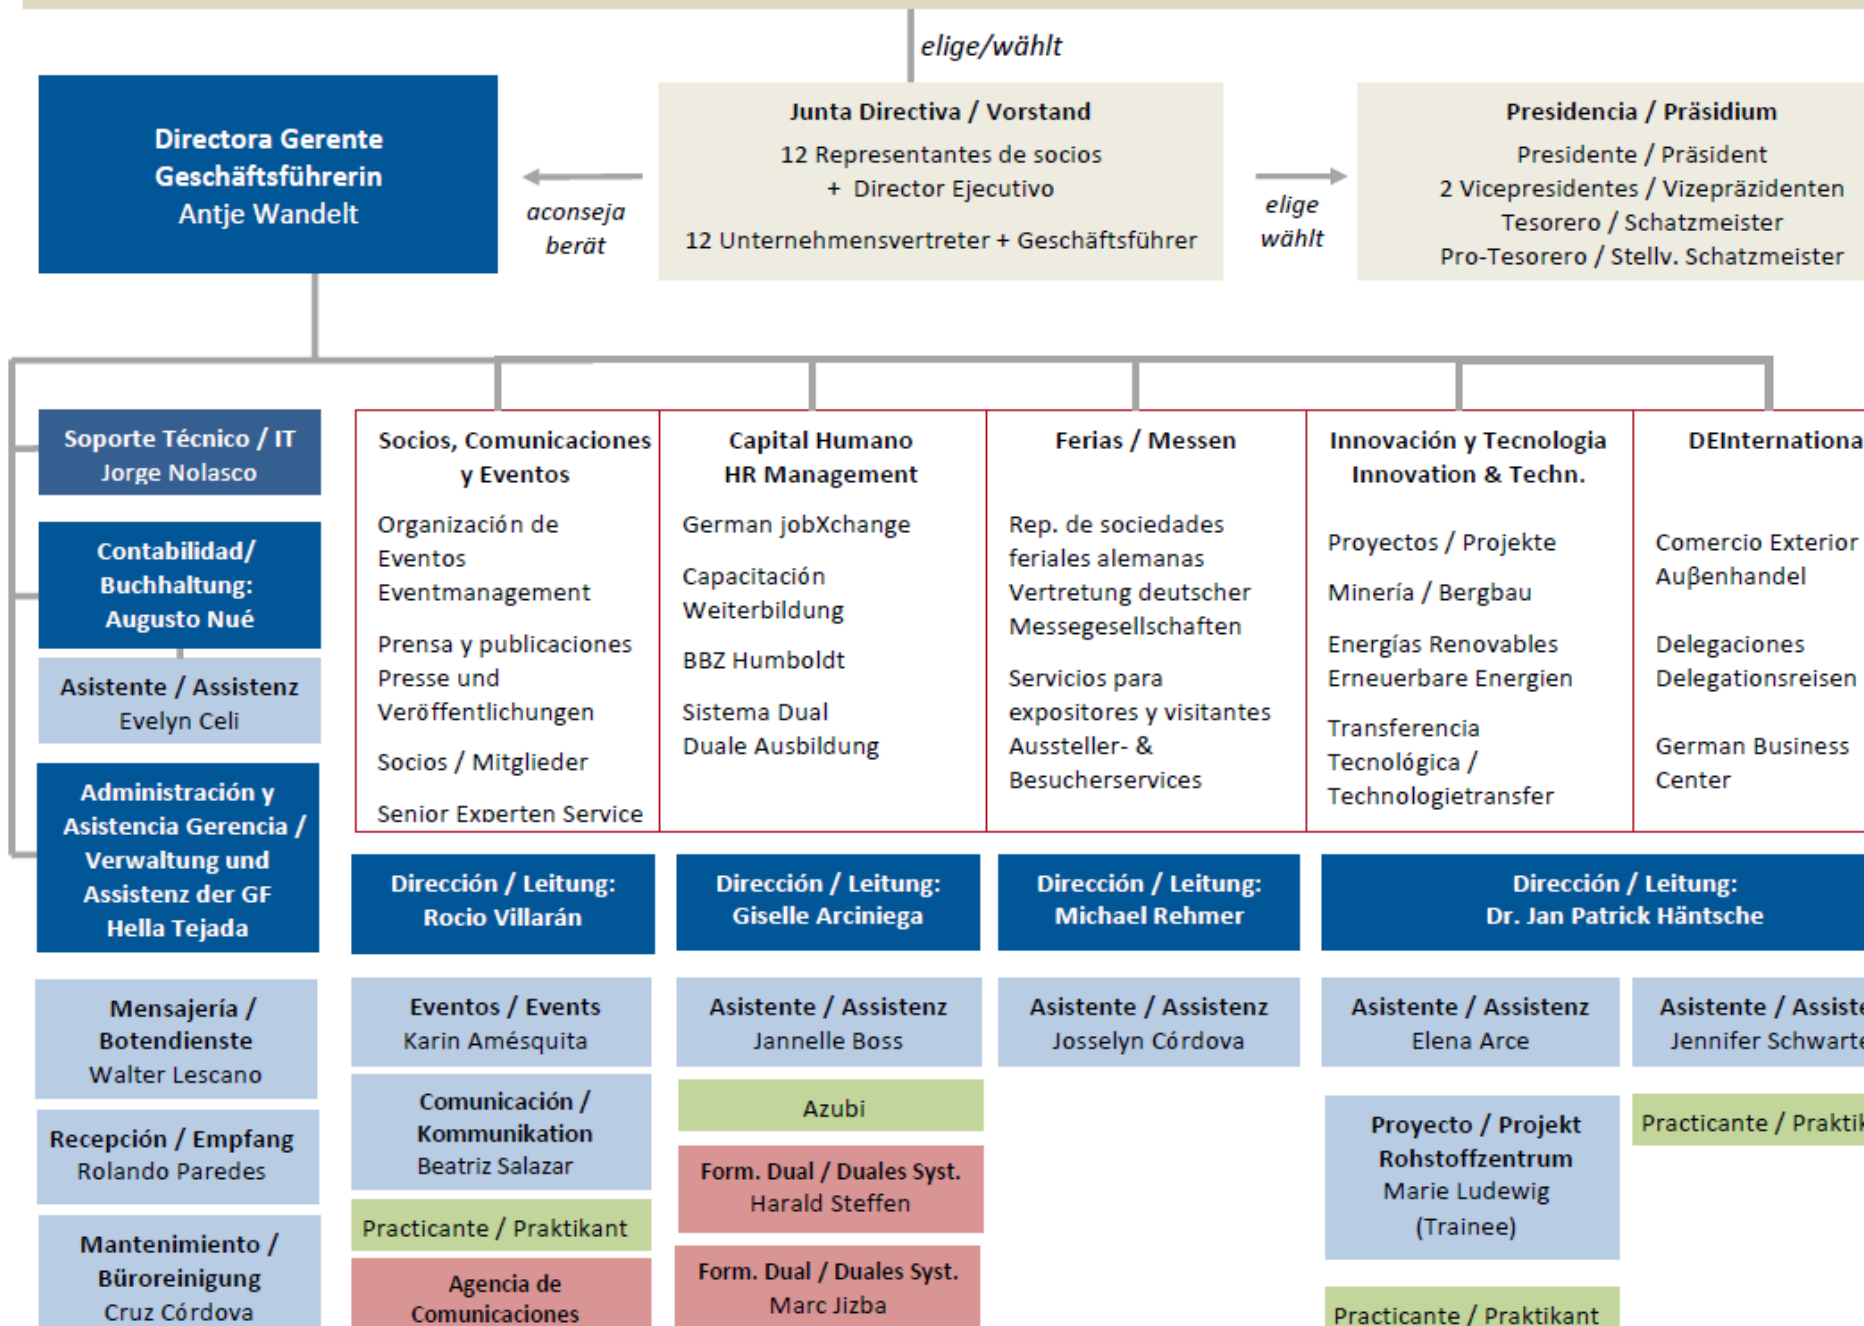 elige/wählt
Directora Gerente
Geschäftsführerin
Antje Wandelt
aconseja
berät
Junta Directiva / Vorstand
12 Representantes de socios
+ Director Ejecutivo
12 Unternehmensvertreter + Geschäftsführer
elige
wählt
Presidencia / Präsidium
Presidente / Präsident
2 Vicepresidentes / Vizepräzidenten
Tesorero / Schatzmeister
Pro-Tesorero / Stellv. Schatzmeister
Soporte Técnico / IT
Jorge Nolasco
Contabilidad/
Buchhaltung:
Augusto Nué
Asistente / Assistenz
Evelyn Celi
Administración y
Asistencia Gerencia /
Verwaltung und
Assistenz der GF
Hella Tejada
Mensajería /
Botendienste
Walter Lescano
Recepción / Empfang
Rolando Paredes
Mantenimiento /
Büroreinigung
Cruz Córdova
Socios, Comunicaciones
y Eventos
Organización de
Eventos
Eventmanagement
Prensa y publicaciones
Presse und
Veröffentlichungen
Socios / Mitglieder
Senior Experten Service
Dirección / Leitung:
Rocio Villarán
Eventos / Events
Karin Amésquita
Comunicación /
Kommunikation
Beatriz Salazar
Practicante / Praktikant
Agencia de
Comunicaciones
Capital Humano
HR Management
German jobXchange
Capacitación
Weiterbildung
BBZ Humboldt
Sistema Dual
Duale Ausbildung
Dirección / Leitung:
Giselle Arciniega
Asistente / Assistenz
Jannelle Boss
Azubi
Form. Dual / Duales Syst.
Harald Steffen
Form. Dual / Duales Syst.
Marc Jizba
Ferias / Messen
Rep. de sociedades
feriales alemanas
Vertretung deutscher
Messegesellschaften
Servicios para
expositores y visitantes
Aussteller- &
Besucherservices
Dirección / Leitung:
Michael Rehmer
Asistente / Assistenz
Josselyn Córdova
Innovación y Tecnologia
Innovation & Techn.
Proyectos / Projekte
Minería / Bergbau
Energías Renovables
Erneuerbare Energien
Transferencia
Tecnológica /
Technologietransfer
DEInternationa
Comercio Exterior
Auβenhandel
Delegaciones
Delegationsreisen
German Business
Center
Dirección / Leitung:
Dr. Jan Patrick Häntsche
Asistente / Assistenz
Elena Arce
Proyecto / Projekt
Rohstoffzentrum
Marie Ludewig
(Trainee)
Practicante / Praktikant
Asistente / Assiste
Jennifer Schwarte
Practicante / Praktik